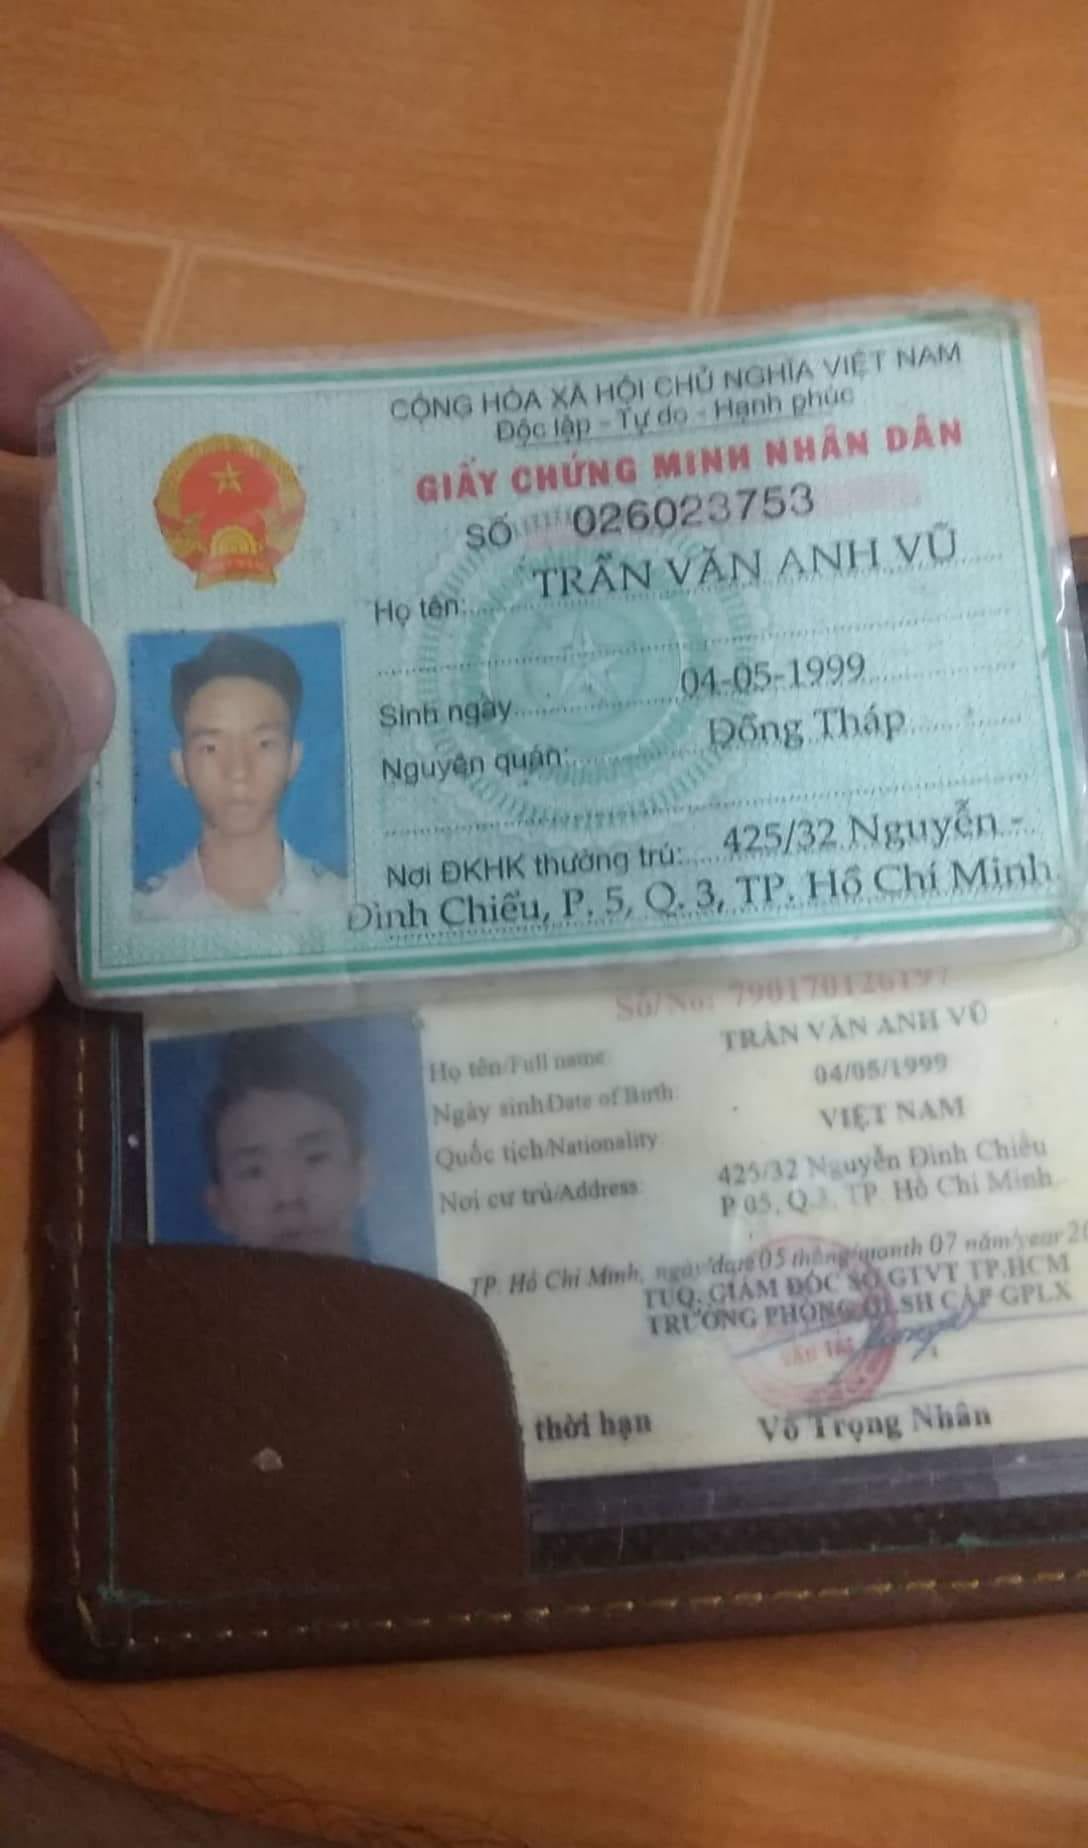 CỘNG HÒA XÃ HỘI CHỦ NGHĨA VIỆT NAM
Độc lập - Tự do - Hạnh phúc
GIẤY CHỨNG MINH NHÂN DÂN
SỐ 026023753
Họ tên: TRẦN VĂN ANH VŨ
Sinh ngày 04-05-1999
Nguyên quán: Đồng Tháp
Nơi ĐKHK thường trú: 425/32 Nguyễn -
Đình Chiểu, P. 5, Q. 3, TP. Hồ Chí Minh
Số/No: 790170126197
Họ tên/Full name: TRẦN VĂN ANH VŨ
Ngày sinh/Date of Birth: 04/05/1999
Quốc tịch/Nationality: VIỆT NAM
Nơi cư trú/Address: 425/32 Nguyễn Đình Chiểu
P 05, Q.3, TP. Hồ Chí Minh
TP. Hồ Chí Minh, ngày/date 05 tháng/month 07 năm/year 20
TUQ. GIÁM ĐỐC SỞ GTVT TP.HCM
TRƯỞNG PHÒNG QLSH CẤP GPLX
thời hạn
Võ Trọng Nhân